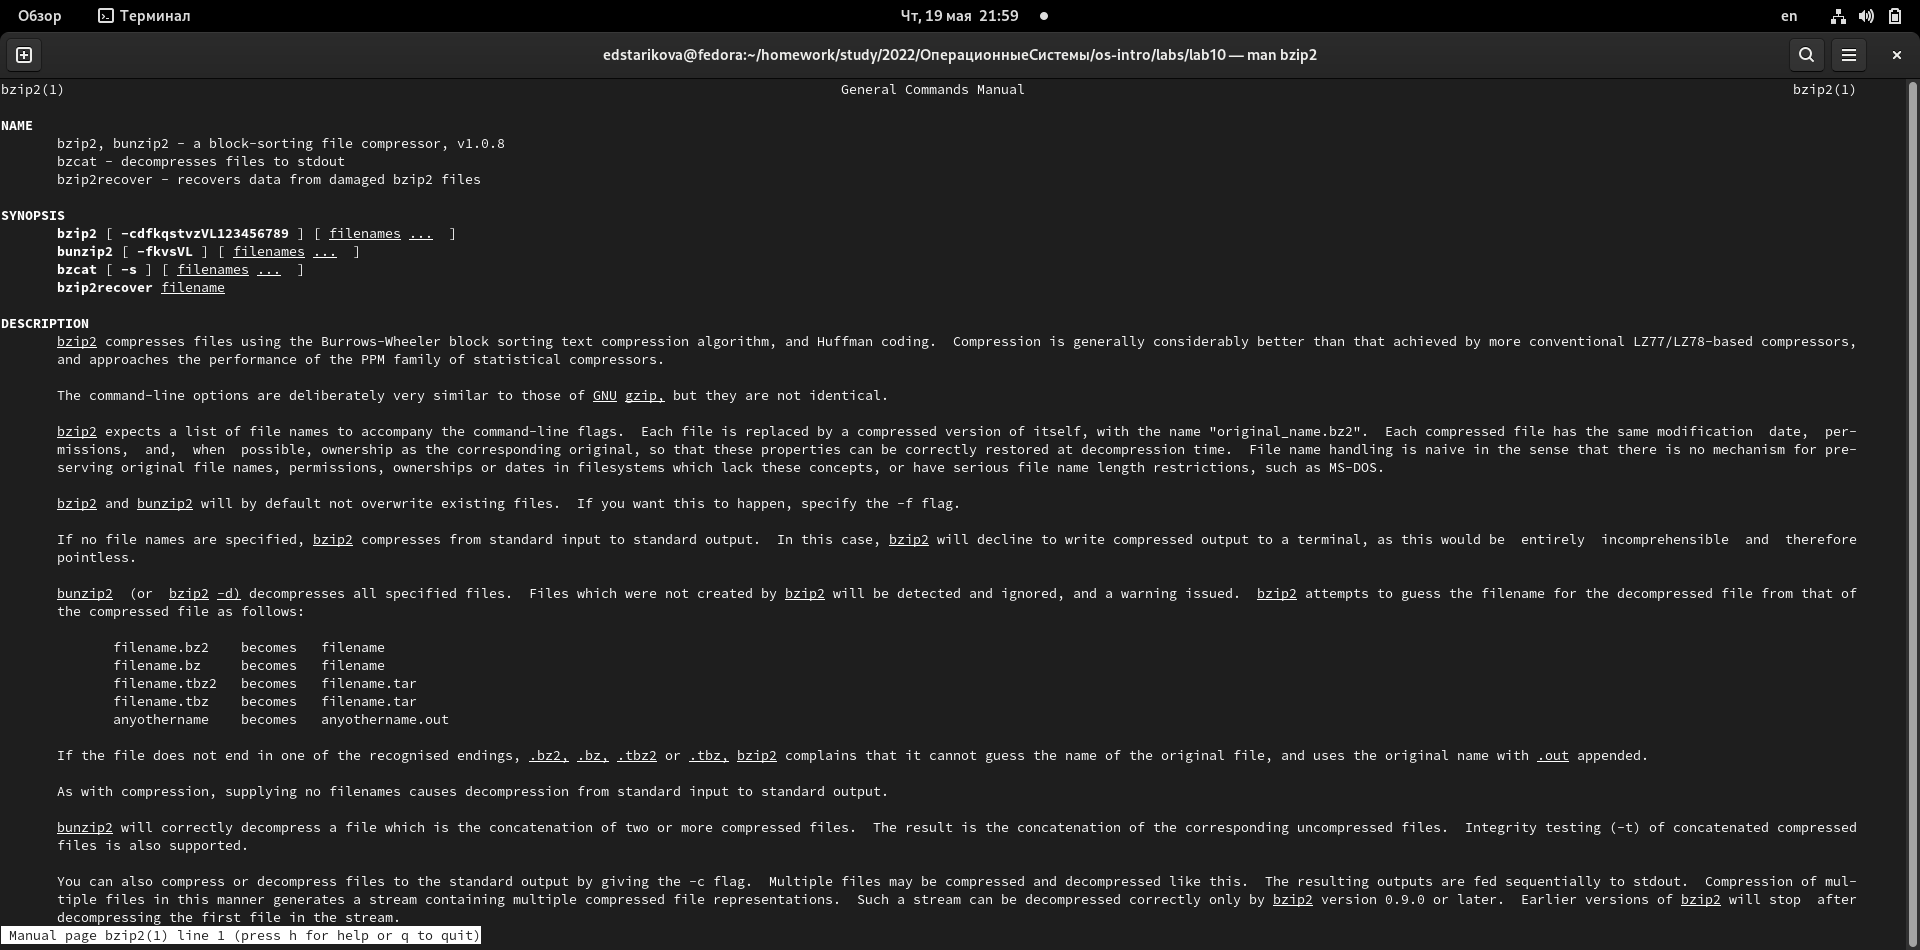 Обзор Терминал Чт, 19 мая 21:59 en
edstarikova@fedora:~/homework/study/2022/ОперационныеСистемы/os-intro/labs/lab10 — man bzip2
bzip2(1) General Commands Manual bzip2(1)
NAME
bzip2, bunzip2 - a block-sorting file compressor, v1.0.8
bzcat - decompresses files to stdout
bzip2recover - recovers data from damaged bzip2 files
SYNOPSIS
bzip2 [ -cdfkqstvzVL123456789 ] [ filenames ... ]
bunzip2 [ -fkvsVL ] [ filenames ... ]
bzcat [ -s ] [ filenames ... ]
bzip2recover filename
DESCRIPTION
bzip2 compresses files using the Burrows-Wheeler block sorting text compression algorithm, and Huffman coding. Compression is generally considerably better than that achieved by more conventional LZ77/LZ78-based compressors,
and approaches the performance of the PPM family of statistical compressors.
The command-line options are deliberately very similar to those of GNU gzip, but they are not identical.
bzip2 expects a list of file names to accompany the command-line flags. Each file is replaced by a compressed version of itself, with the name "original_name.bz2". Each compressed file has the same modification date, per-
missions, and, when possible, ownership as the corresponding original, so that these properties can be correctly restored at decompression time. File name handling is naive in the sense that there is no mechanism for pre-
serving original file names, permissions, ownerships or dates in filesystems which lack these concepts, or have serious file name length restrictions, such as MS-DOS.
bzip2 and bunzip2 will by default not overwrite existing files. If you want this to happen, specify the -f flag.
If no file names are specified, bzip2 compresses from standard input to standard output. In this case, bzip2 will decline to write compressed output to a terminal, as this would be entirely incomprehensible and therefore
pointless.
bunzip2 (or bzip2 -d) decompresses all specified files. Files which were not created by bzip2 will be detected and ignored, and a warning issued. bzip2 attempts to guess the filename for the decompressed file from that of
the compressed file as follows:
filename.bz2 becomes filename
filename.bz becomes filename
filename.tbz2 becomes filename.tar
filename.tbz becomes filename.tar
anyothername becomes anyothername.out
If the file does not end in one of the recognised endings, .bz2, .bz, .tbz2 or .tbz, bzip2 complains that it cannot guess the name of the original file, and uses the original name with .out appended.
As with compression, supplying no filenames causes decompression from standard input to standard output.
bunzip2 will correctly decompress a file which is the concatenation of two or more compressed files. The result is the concatenation of the corresponding uncompressed files. Integrity testing (-t) of concatenated compressed
files is also supported.
You can also compress or decompress files to the standard output by giving the -c flag. Multiple files may be compressed and decompressed like this. The resulting outputs are fed sequentially to stdout. Compression of mul-
tiple files in this manner generates a stream containing multiple compressed file representations. Such a stream can be decompressed correctly only by bzip2 version 0.9.0 or later. Earlier versions of bzip2 will stop after
decompressing the first file in the stream.
Manual page bzip2(1) line 1 (press h for help or q to quit)